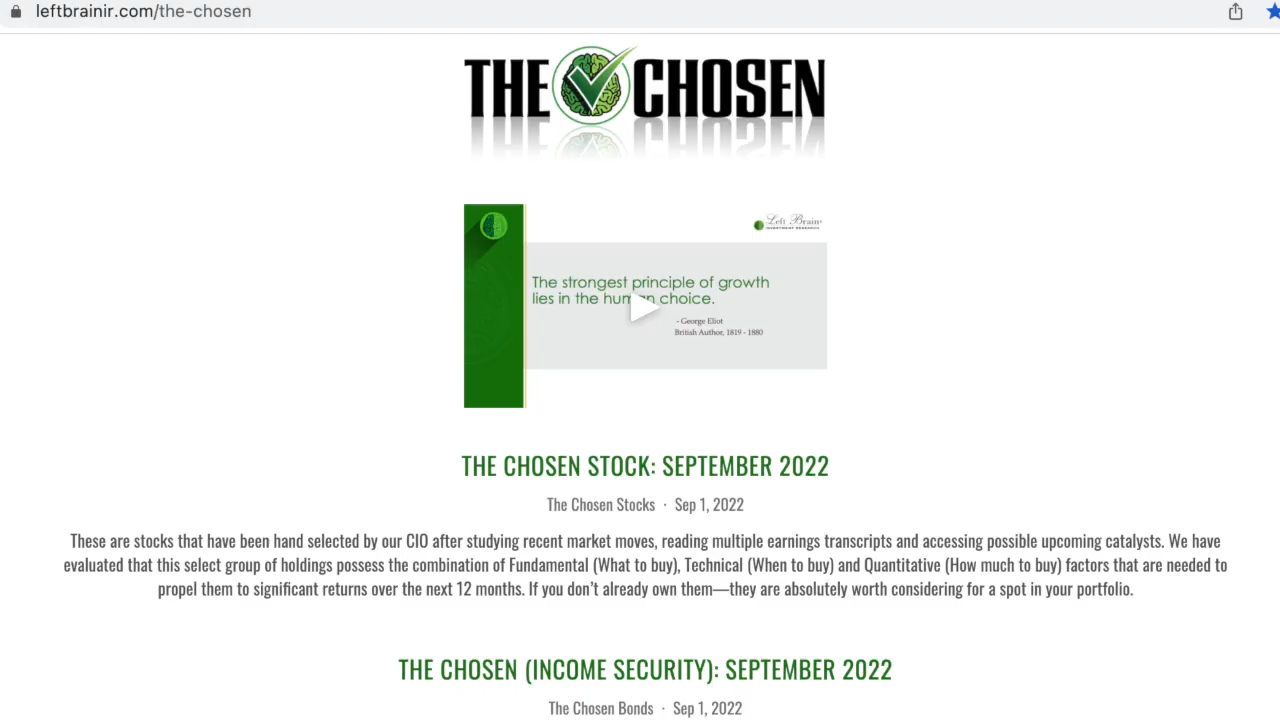 leftbrainir.com/the-chosen
THE CHOSEN
Left Brain
INVESTMENT RESEARCH
The strongest principle of growth
lies in the human choice.
- George Eliot
British Author, 1819 - 1880
THE CHOSEN STOCK: SEPTEMBER 2022
The Chosen Stocks · Sep 1, 2022
These are stocks that have been hand selected by our CIO after studying recent market moves, reading multiple earnings transcripts and accessing possible upcoming catalysts. We have
evaluated that this select group of holdings possess the combination of Fundamental (What to buy), Technical (When to buy) and Quantitative (How much to buy) factors that are needed to
propel them to significant returns over the next 12 months. If you don’t already own them—they are absolutely worth considering for a spot in your portfolio.
THE CHOSEN (INCOME SECURITY): SEPTEMBER 2022
The Chosen Bonds · Sep 1, 2022